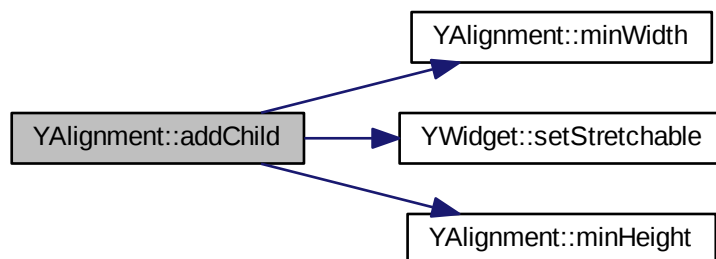 YAlignment::minWidth
YAlignment::addChild
YWidget::setStretchable
YAlignment::minHeight